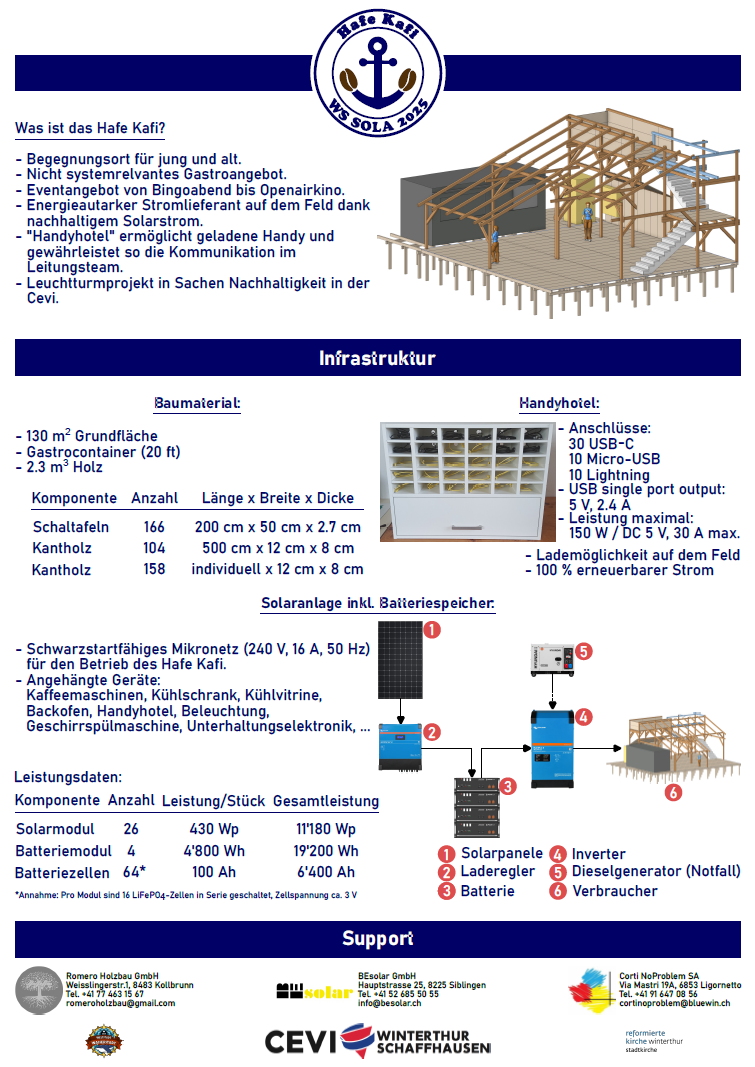 Hafe Kafi
WS SOLA 2025
Was ist das Hafe Kafi?
- Begegnungsort für jung und alt.
- Nicht systemrelvantes Gastroangebot.
- Eventangebot von Bingoabend bis Openairkino.
- Energieautarker Stromlieferant auf dem Feld dank
nachhaltigem Solarstrom.
- "Handyhotel" ermöglicht geladene Handy und
gewährleistet so die Kommunikation im
Leitungsteam.
- Leuchtturmprojekt in Sachen Nachhaltigkeit in der
Cevi.
Infrastruktur
Baumaterial:
- 130 m² Grundfläche
- Gastrocontainer (20 ft)
- 2.3 m³ Holz
Komponente Anzahl Länge x Breite x Dicke
Schaltafeln 166 200 cm x 50 cm x 2.7 cm
Kantholz 104 500 cm x 12 cm x 8 cm
Kantholz 158 individuell x 12 cm x 8 cm
Handyhotel:
- Anschlüsse:
30 USB-C
10 Micro-USB
10 Lightning
- USB single port output:
5 V, 2.4 A
- Leistung maximal:
150 W / DC 5 V, 30 A max.
- Lademöglichkeit auf dem Feld
- 100 % erneuerbarer Strom
Solaranlage inkl. Batteriespeicher:
- Schwarzstartfähiges Mikronetz (240 V, 16 A, 50 Hz)
für den Betrieb des Hafe Kafi.
- Angehängte Geräte:
Kaffeemaschinen, Kühlschrank, Kühlvitrine,
Backofen, Handyhotel, Beleuchtung,
Geschirrspülmaschine, Unterhaltungselektronik, ...
Leistungsdaten:
Komponente Anzahl Leistung/Stück Gesamtleistung
Solarmodul 26 430 Wp 11'180 Wp
Batteriemodul 4 4'800 Wh 19'200 Wh
Batteriezellen 64* 100 Ah 6'400 Ah
*Annahme: Pro Modul sind 16 LiFePO4-Zellen in Serie geschaltet, Zellspannung ca. 3 V
1
2
3
4
5
6
1 Solarpanele 4 Inverter
2 Laderegler 5 Dieselgenerator (Notfall)
3 Batterie 6 Verbraucher
Support
Romero Holzbau GmbH
Weisslingerstr.1, 8483 Kollbrunn
Tel. +41 77 463 15 67
romeroholzbau@gmail.com
solar
BEsolar GmbH
Hauptstrasse 25, 8225 Siblingen
Tel. +41 52 685 50 55
info@besolar.ch
Corti NoProblem SA
Via Mastri 19A, 6853 Ligornetto
Tel. +41 91 647 08 56
cortinoproblem@bluewin.ch
CEVI WINTERTHUR
SCHAFFHAUSEN
reformierte
kirche winterthur
stadtkirche